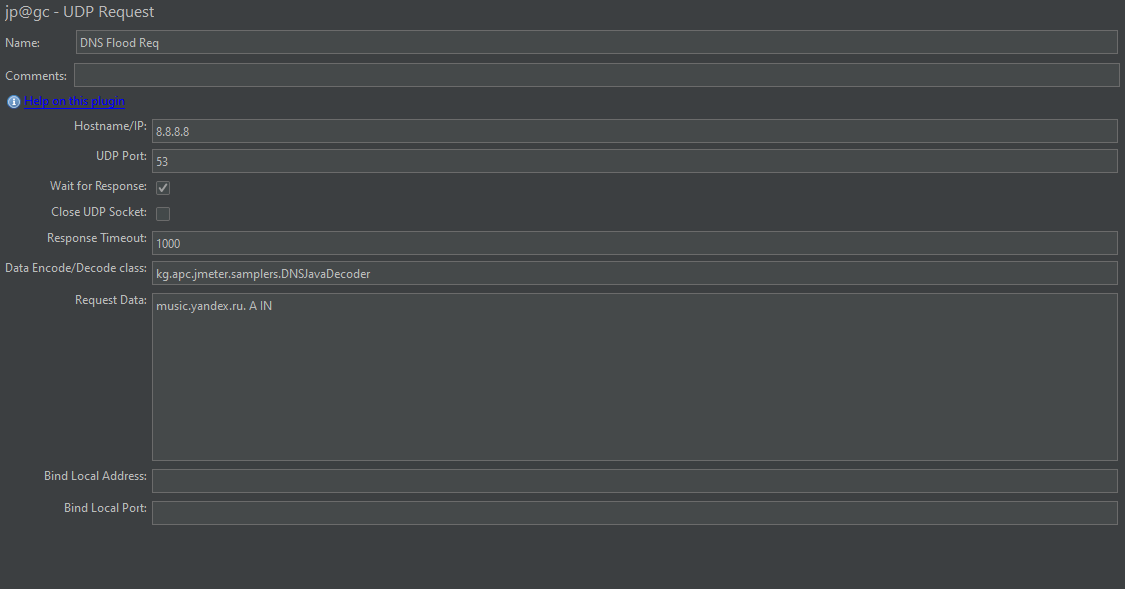 jp@gc - UDP Request
Name: DNS Flood Req
Comments:
Help on this plugin
Hostname/IP: 8.8.8.8
UDP Port: 53
Wait for Response:
Close UDP Socket:
Response Timeout: 1000
Data Encode/Decode class: kg.apc.jmeter.samplers.DNSJavaDecoder
Request Data: music.yandex.ru. A IN
Bind Local Address:
Bind Local Port: